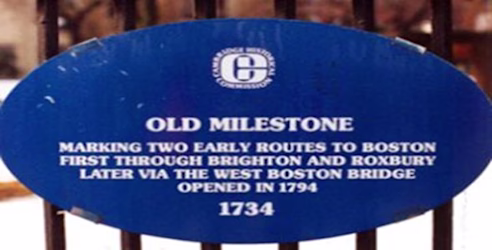 CAMBRIDGE HISTORICAL
COMMISSION
OLD MILESTONE
MARKING TWO EARLY ROUTES TO BOSTON
FIRST THROUGH BRIGHTON AND ROXBURY
LATER VIA THE WEST BOSTON BRIDGE
OPENED IN 1794
1734